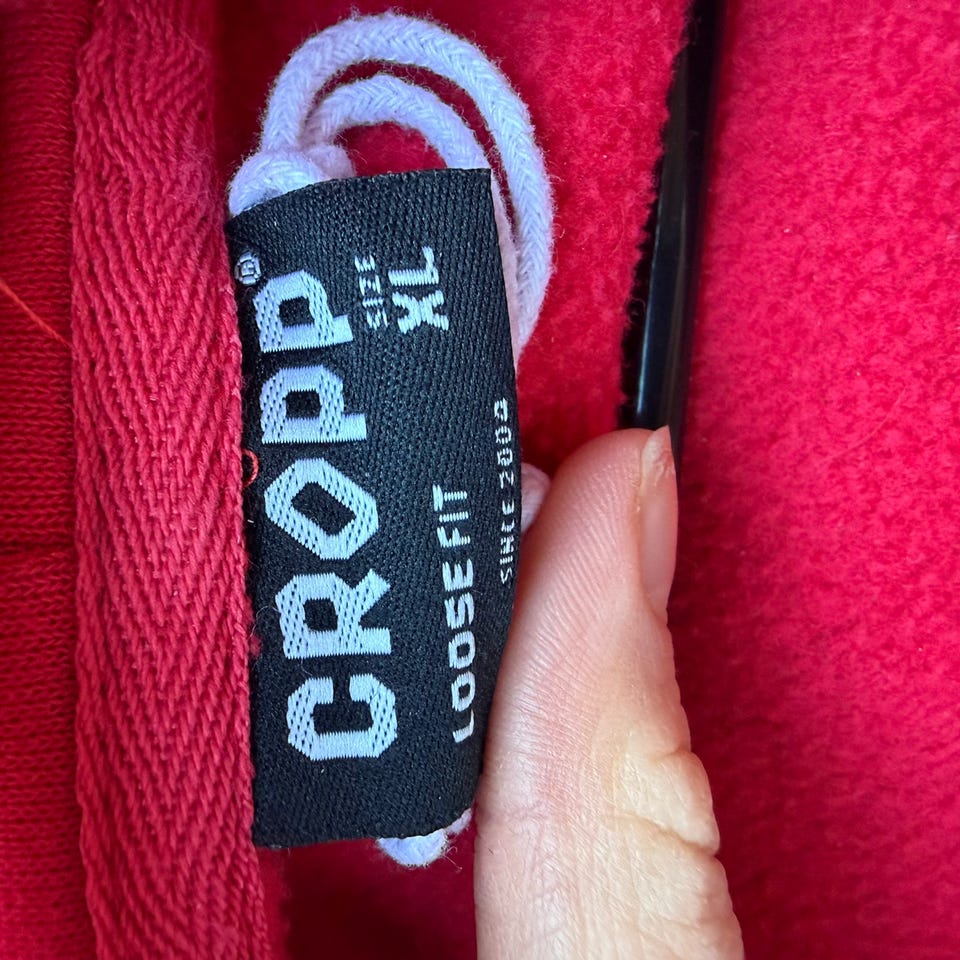 CROPP®
SIZE
XL
LOOSE FIT
SINCE 2004